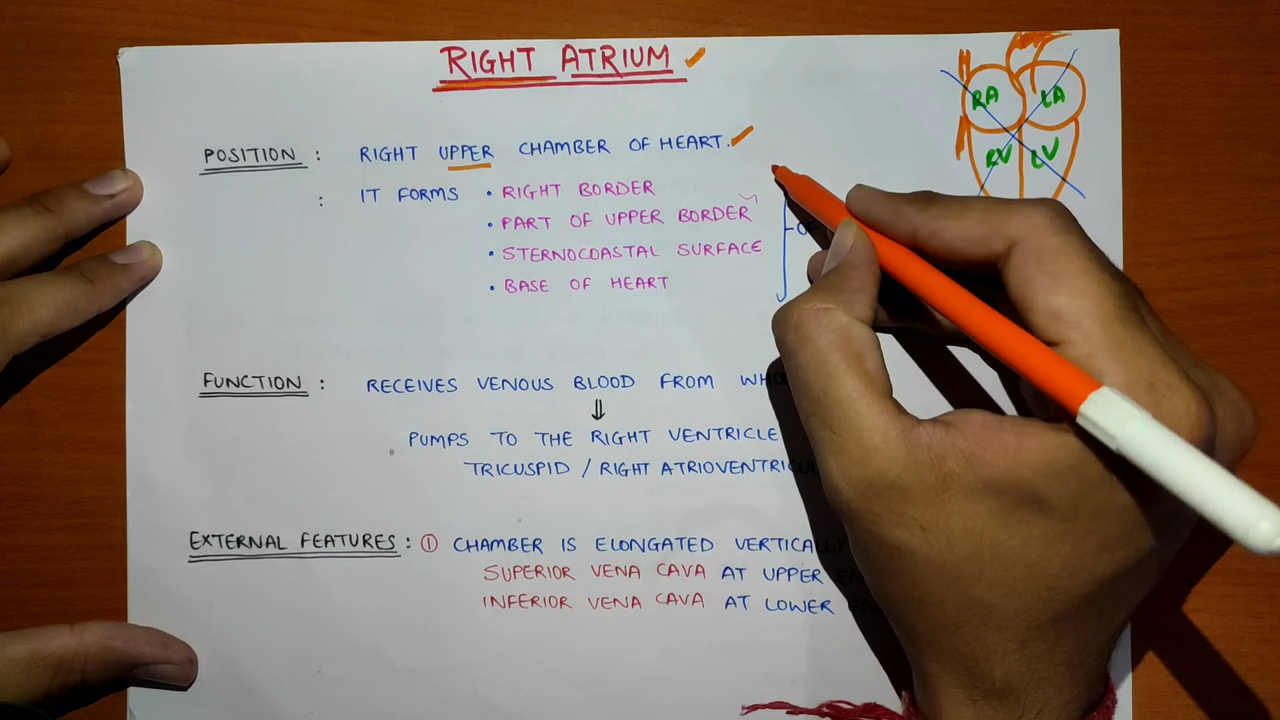 RIGHT ATRIUM
RA LA
RV LV
POSITION : RIGHT UPPER CHAMBER OF HEART.
: IT FORMS • RIGHT BORDER
• PART OF UPPER BORDER
• STERNOCOASTAL SURFACE
• BASE OF HEART
FUNCTION : RECEIVES VENOUS BLOOD FROM
⇓
PUMPS TO THE RIGHT VENTRICLE
TRICUSPID / RIGHT
EXTERNAL FEATURES : ① CHAMBER IS ELONGATED VERTICALLY
SUPERIOR VENA CAVA AT UPPER
INFERIOR VENA CAVA AT LOWER